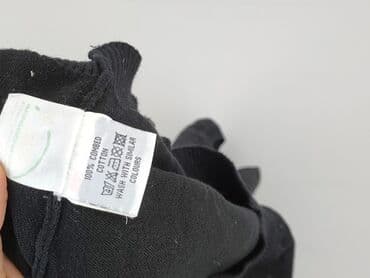 100% COMBED
COTTON
WASH WITH SIMILAR
COLOURS